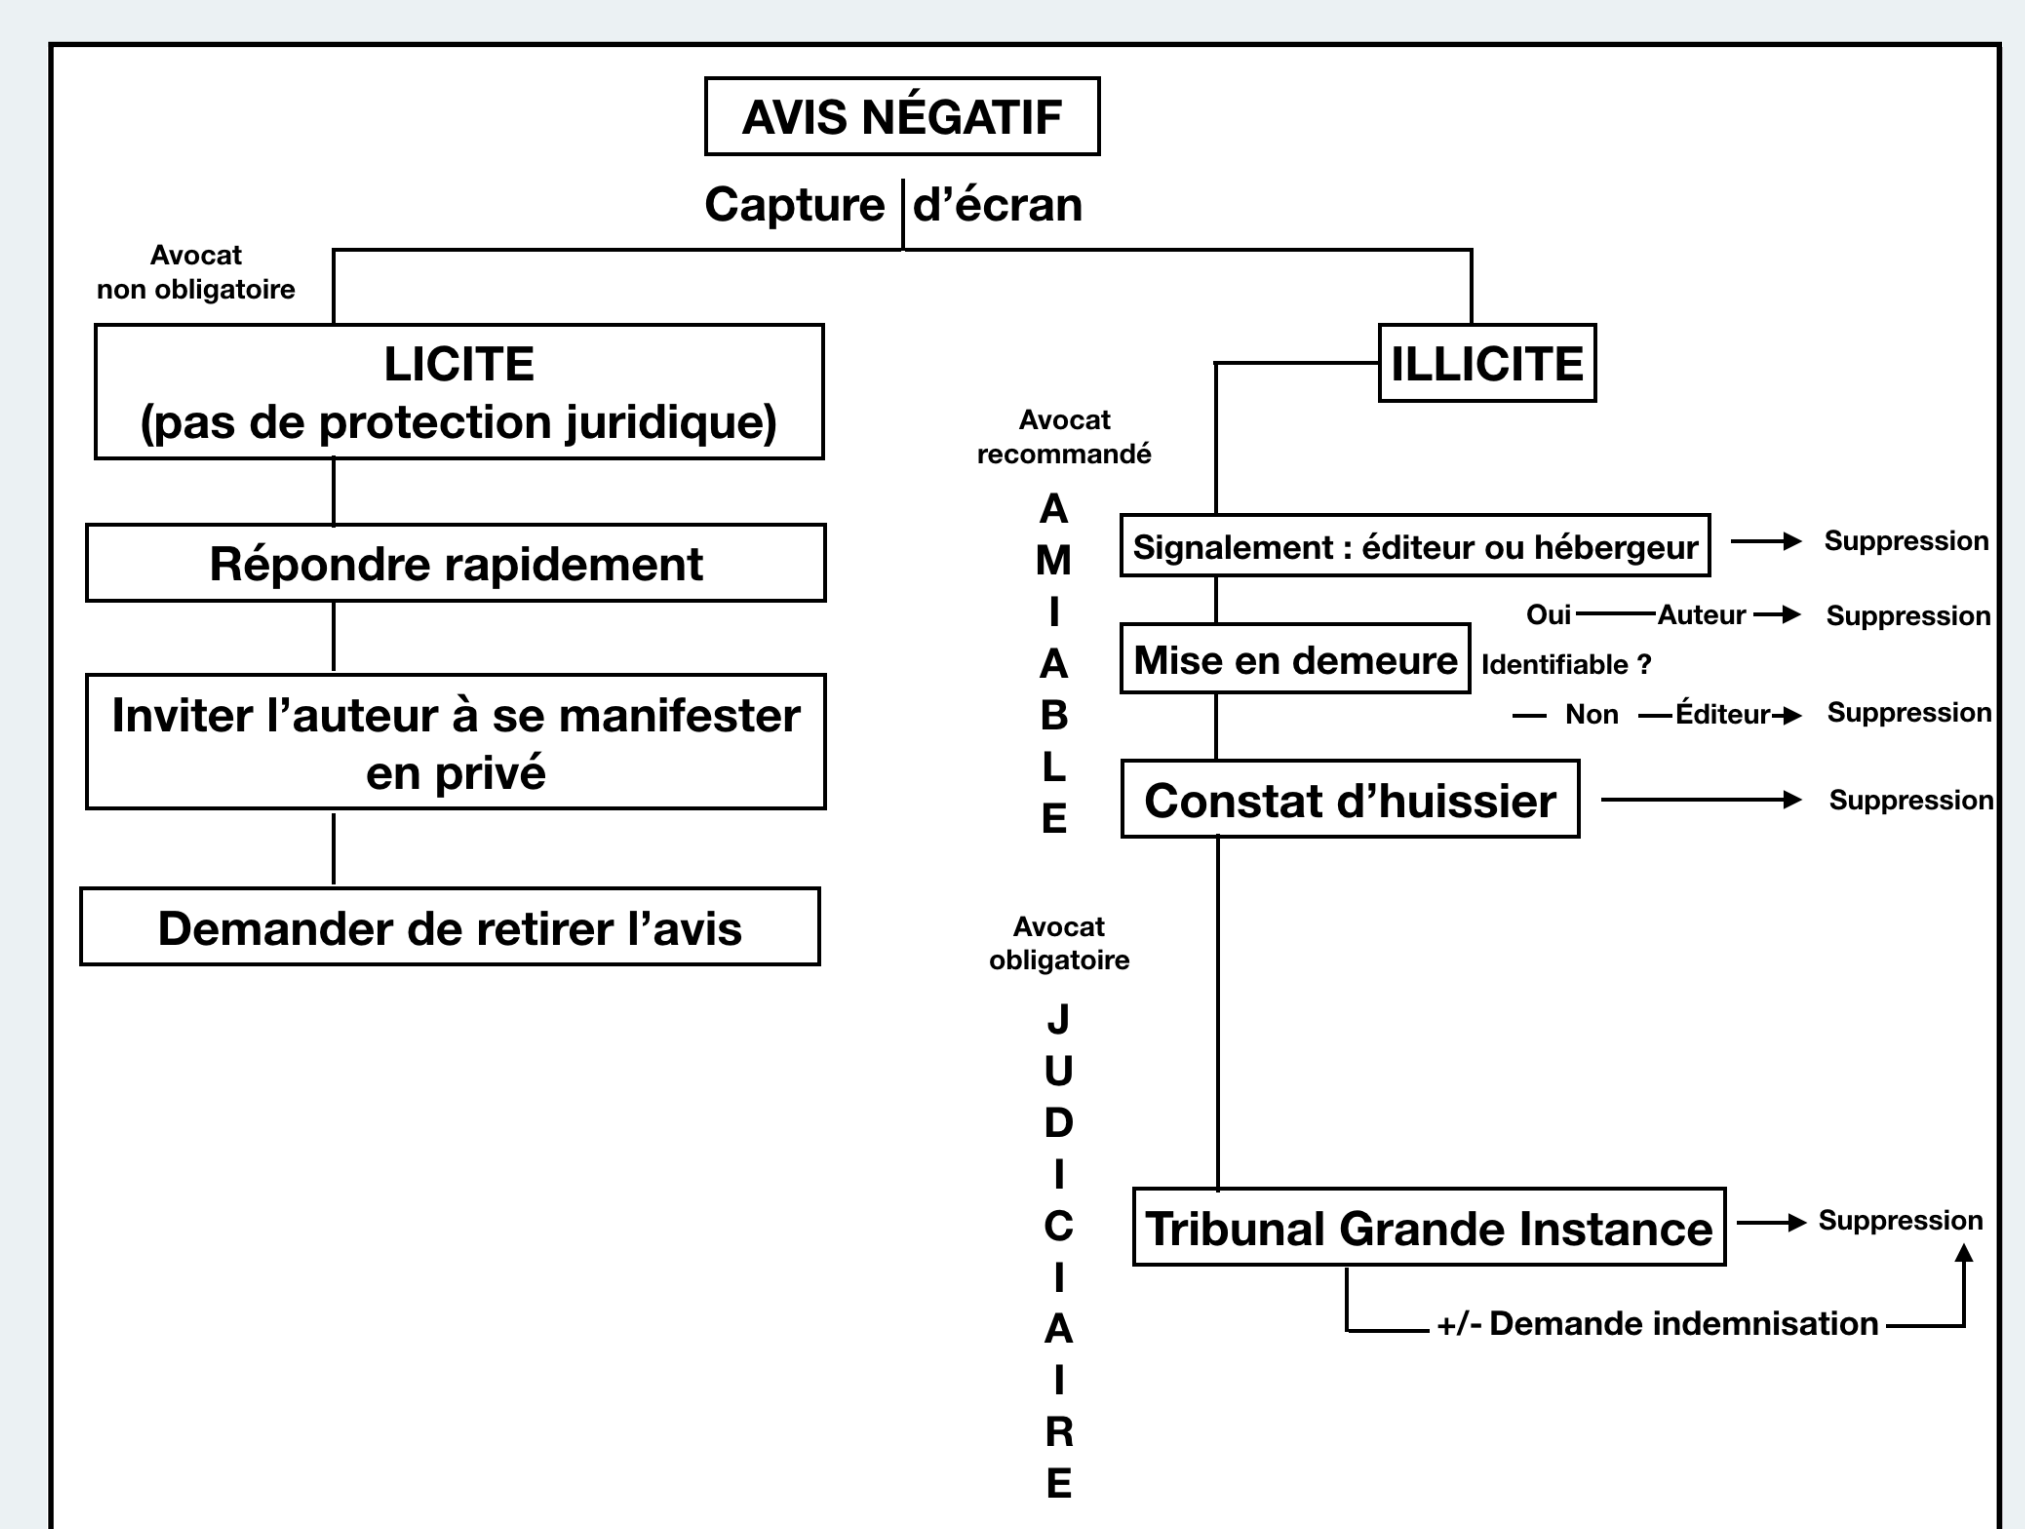 AVIS NÉGATIF
Capture d’écran
Avocat
non obligatoire
LICITE
(pas de protection juridique)
Répondre rapidement
Inviter l’auteur à se manifester
en privé
Demander de retirer l’avis
ILLICITE
Avocat
recommandé
A
M
I
A
B
L
E
Signalement : éditeur ou hébergeur
Suppression
Oui
Auteur
Suppression
Mise en demeure
Identifiable ?
Non
Éditeur
Suppression
Constat d’huissier
Suppression
Avocat
obligatoire
J
U
D
I
C
I
A
I
R
E
Tribunal Grande Instance
Suppression
+/- Demande indemnisation